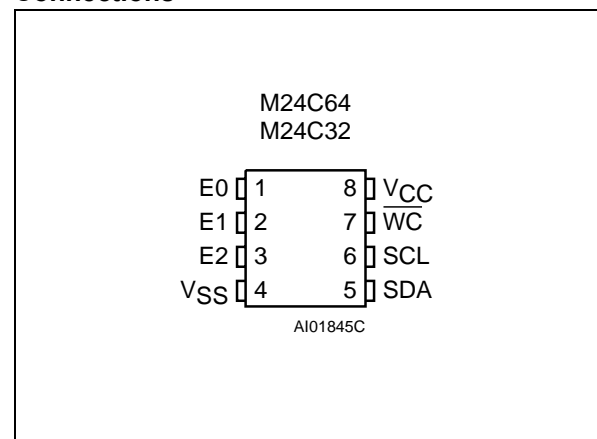 M24C64
M24C32
E0 1 8 VCC
E1 2 7 WC
E2 3 6 SCL
VSS 4 5 SDA
AI01845C